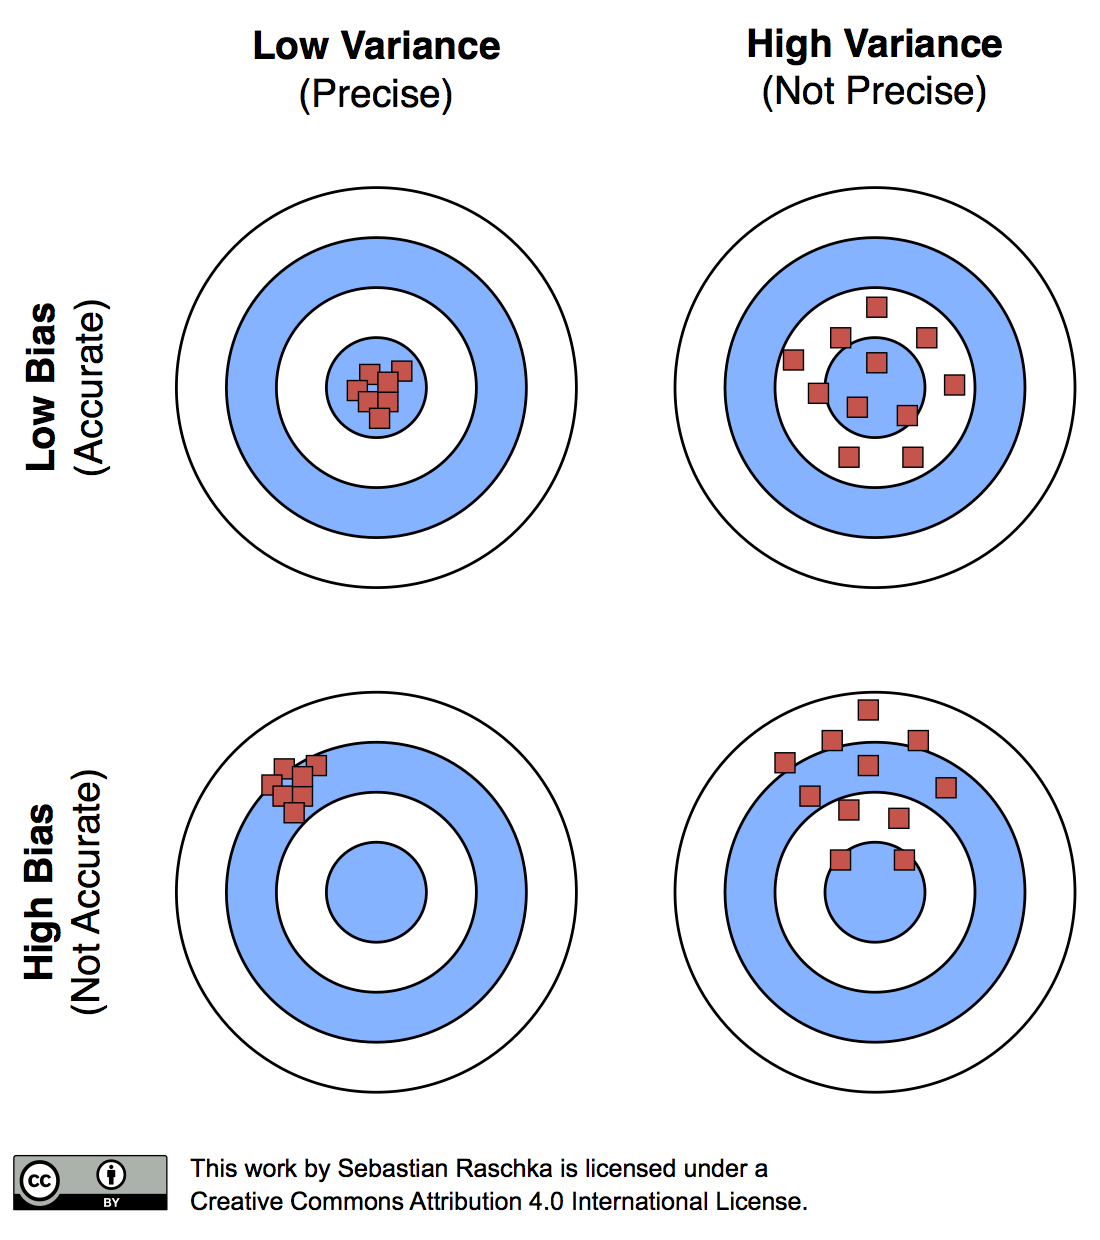 Low Variance
(Precise)
High Variance
(Not Precise)
Low Bias
(Accurate)
High Bias
(Not Accurate)
cc
BY
This work by Sebastian Raschka is licensed under a
Creative Commons Attribution 4.0 International License.